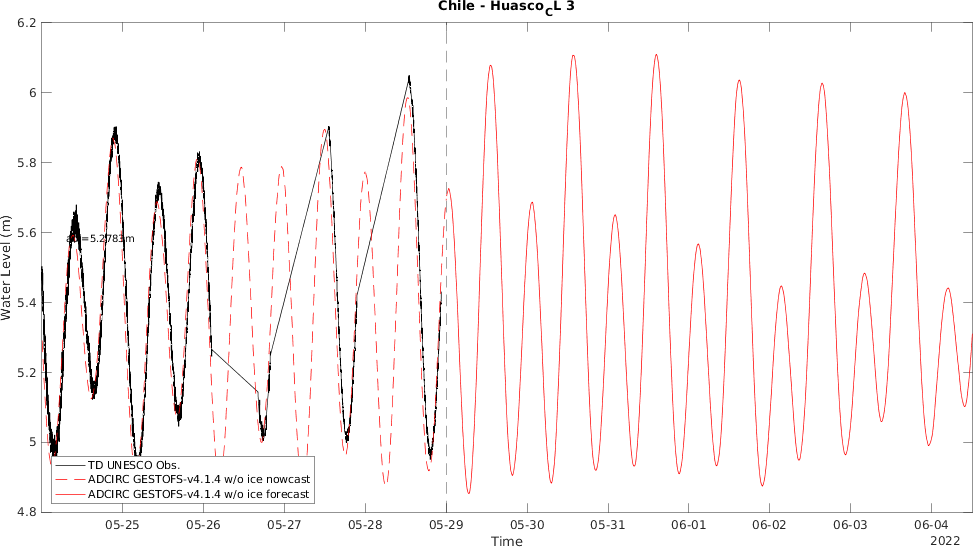 Chile - Huasco_CL 3
6.2
6
5.8
5.6
5.4
5.2
5
4.8
Water Level (m)
=5.2783m
TD UNESCO Obs.
ADCIRC GESTOFS-v4.1.4 w/o ice nowcast
ADCIRC GESTOFS-v4.1.4 w/o ice forecast
05-25 05-26 05-27 05-28 05-29 05-30 05-31 06-01 06-02 06-03 06-04
Time
2022